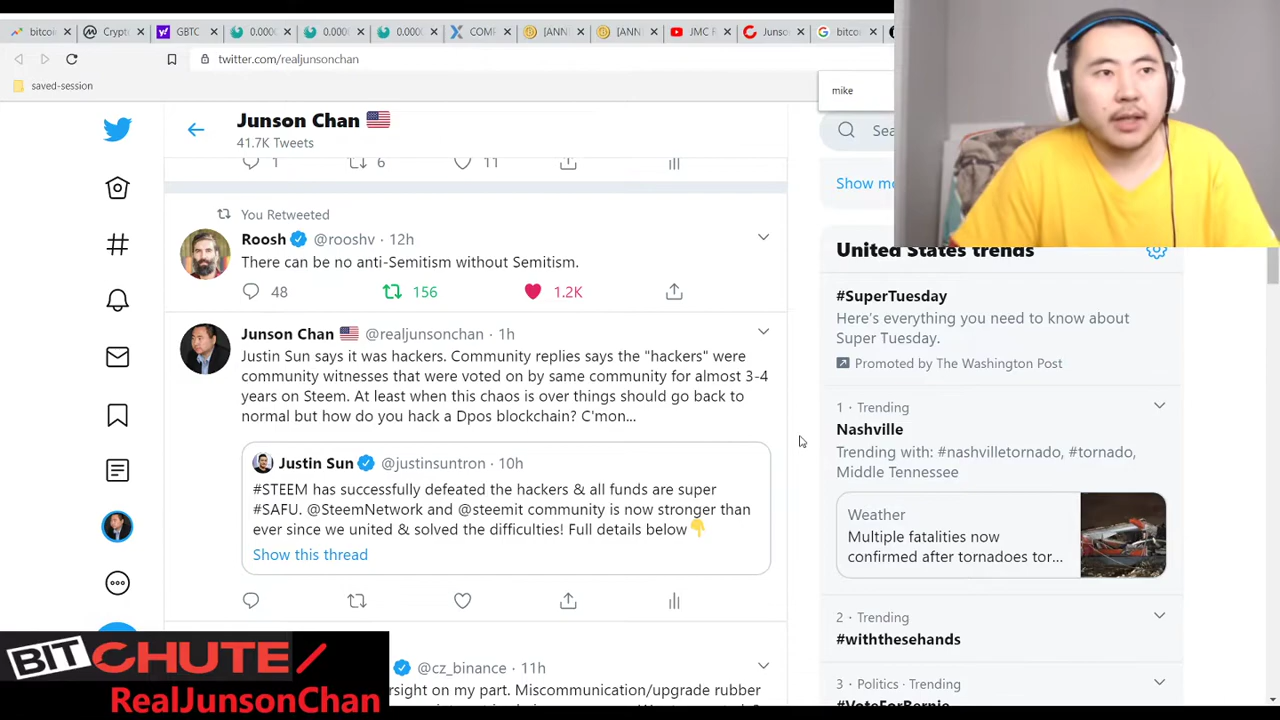 bitcoi
Crypt
GBTC
0.000
0.000
0.000
COM
[ANN
[ANN
JMC F
Junso
bitco
twitter.com/realjunsonchan
saved-session
mike
Junson Chan
41.7K Tweets
Sea
1 6 11
Show mo
You Retweeted
Roosh @rooshv · 12h
There can be no anti-Semitism without Semitism.
48 156 1.2K
Junson Chan @realjunsonchan · 1h
Justin Sun says it was hackers. Community replies says the "hackers" were
community witnesses that were voted on by same community for almost 3-4
years on Steem. At least when this chaos is over things should go back to
normal but how do you hack a Dpos blockchain? C'mon...
Justin Sun @justinsuntron · 10h
#STEEM has successfully defeated the hackers & all funds are super
#SAFU. @SteemNetwork and @steemit community is now stronger than
ever since we united & solved the difficulties! Full details below
Show this thread
@cz_binance · 11h
rsight on my part. Miscommunication/upgrade rubber
United States trends
#SuperTuesday
Here's everything you need to know about
Super Tuesday.
Promoted by The Washington Post
1 · Trending
Nashville
Trending with: #nashvilletornado, #tornado,
Middle Tennessee
Weather
Multiple fatalities now
confirmed after tornadoes tor...
2 · Trending
#withthesehands
3 · Politics · Trending
#VoteForBernie
BITCHUTE/
RealJunsonChan